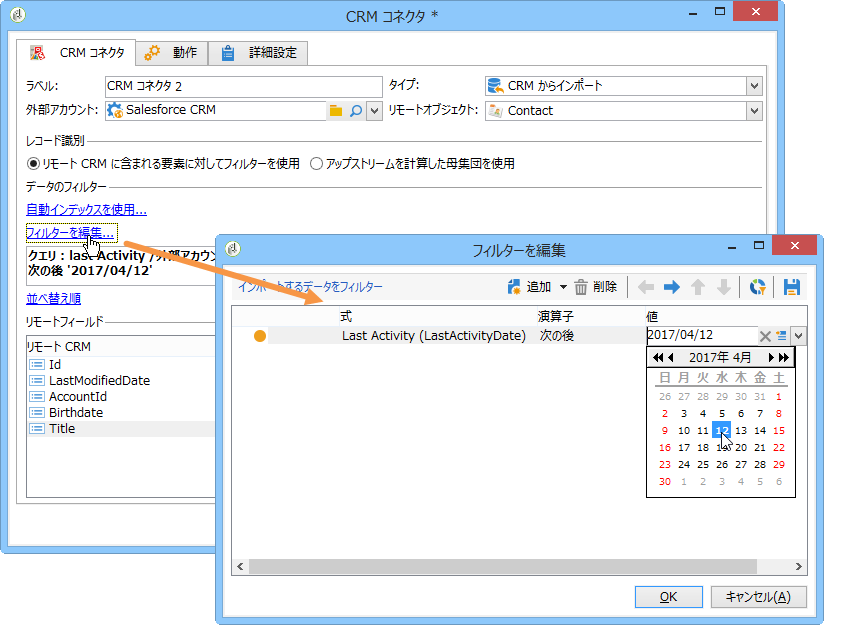 CRM コネクタ *
CRM コネクタ 動作 詳細設定
ラベル: CRM コネクタ 2 タイプ: CRM からインポート
外部アカウント: Salesforce CRM リモートオブジェクト: Contact
レコード識別
リモート CRM に含まれる要素に対してフィルターを使用 アップストリームを計算した母集団を使用
データのフィルター
自動インデックスを使用...
フィルターを編集...
クエリ : last Activity /外部アカウン
次の後 '2017/04/12'
並べ替え順
リモートフィールド
リモート CRM
Id
LastModifiedDate
AccountId
Birthdate
Title
フィルターを編集
インポートするデータをフィルター 追加 削除
式 演算子 値
Last Activity (LastActivityDate) 次の後 2017/04/12
2017年 4月
日 月 火 水 木 金 土
26 27 28 29 30 31 1
2 3 4 5 6 7 8
9 10 11 12 13 14 15
16 17 18 19 20 21 22
23 24 25 26 27 28 29
30 1 2 3 4 5 6
OK キャンセル(A)